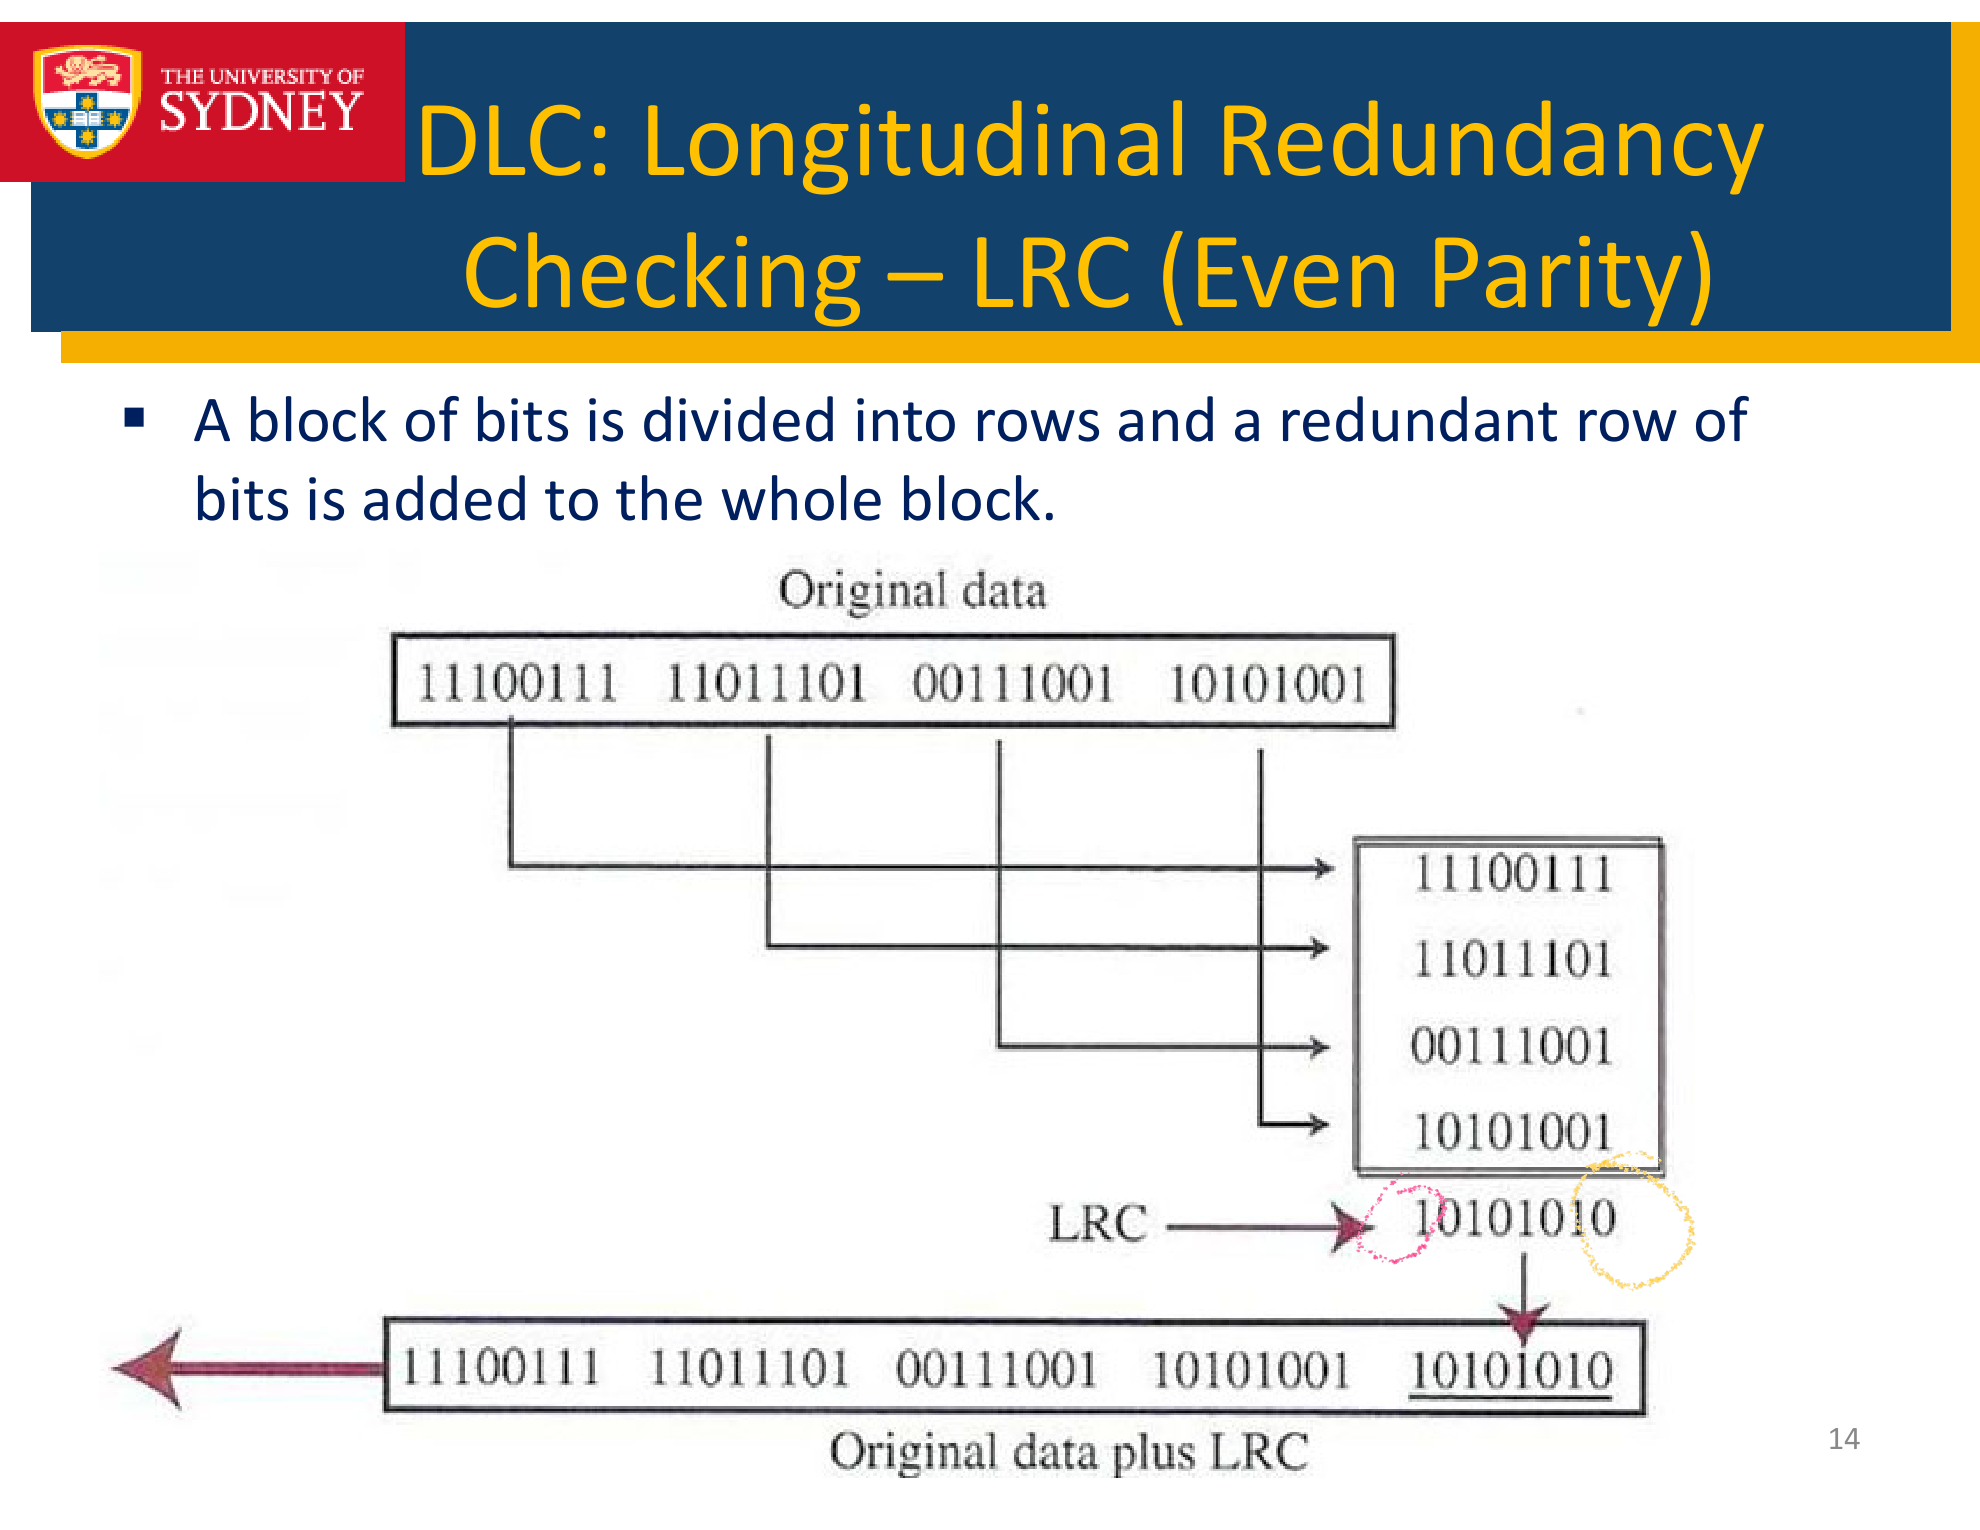 THE UNIVERSITY OF
SYDNEY
DLC: Longitudinal Redundancy
Checking – LRC (Even Parity)
▪ A block of bits is divided into rows and a redundant row of
bits is added to the whole block.
Original data
11100111 11011101 00111001 10101001
11100111
11011101
00111001
10101001
LRC 10101010
11100111 11011101 00111001 10101001 10101010
Original data plus LRC
14